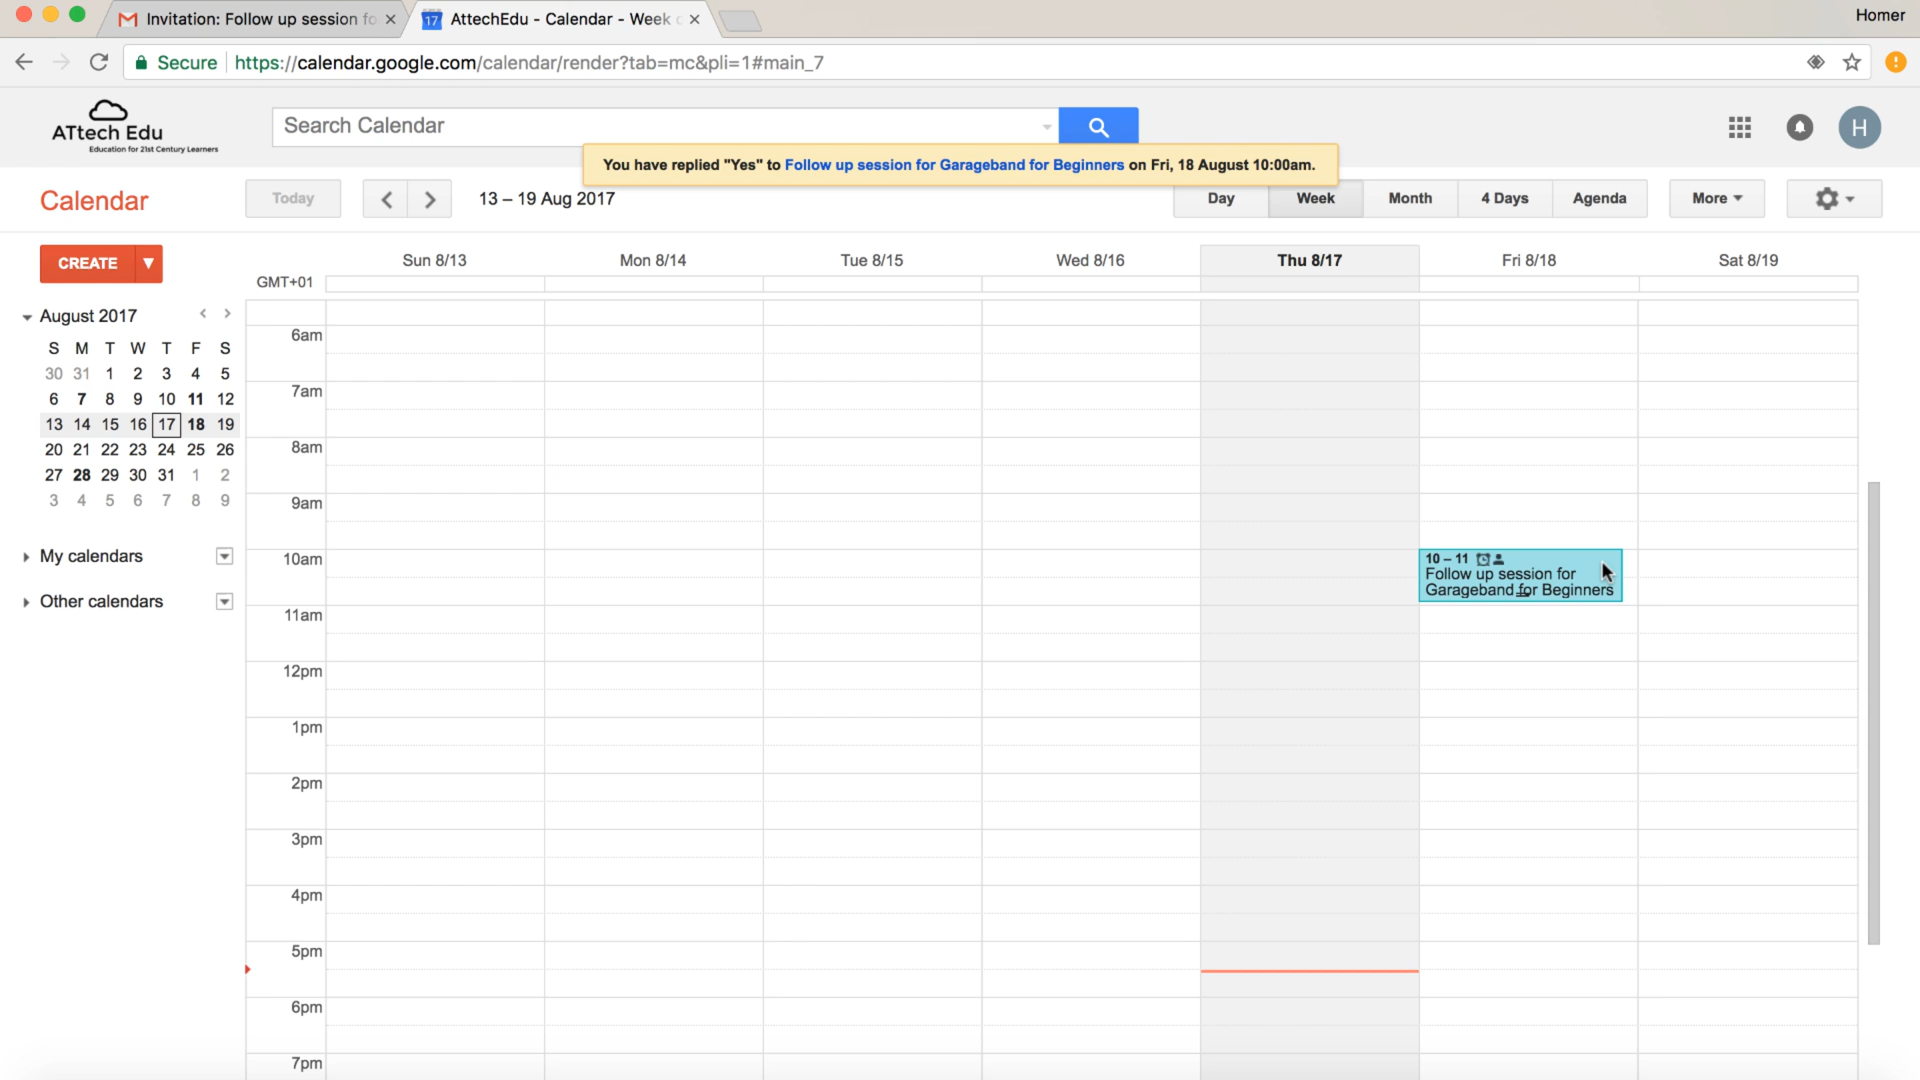 Invitation: Follow up session fo
AttechEdu - Calendar - Week o
Homer
Secure
https://calendar.google.com/calendar/render?tab=mc&pli=1#main_7
ATtech Edu
Education for 21st Century Learners
Search Calendar
H
You have replied "Yes" to Follow up session for Garageband for Beginners on Fri, 18 August 10:00am.
Calendar
Today
13 – 19 Aug 2017
Day
Week
Month
4 Days
Agenda
More
CREATE
August 2017
S M T W T F S
30 31 1 2 3 4 5
6 7 8 9 10 11 12
13 14 15 16 17 18 19
20 21 22 23 24 25 26
27 28 29 30 31 1 2
3 4 5 6 7 8 9
My calendars
Other calendars
Sun 8/13
Mon 8/14
Tue 8/15
Wed 8/16
Thu 8/17
Fri 8/18
Sat 8/19
GMT+01
6am
7am
8am
9am
10am
11am
12pm
1pm
2pm
3pm
4pm
5pm
6pm
7pm
10 – 11
Follow up session for
Garageband for Beginners
17